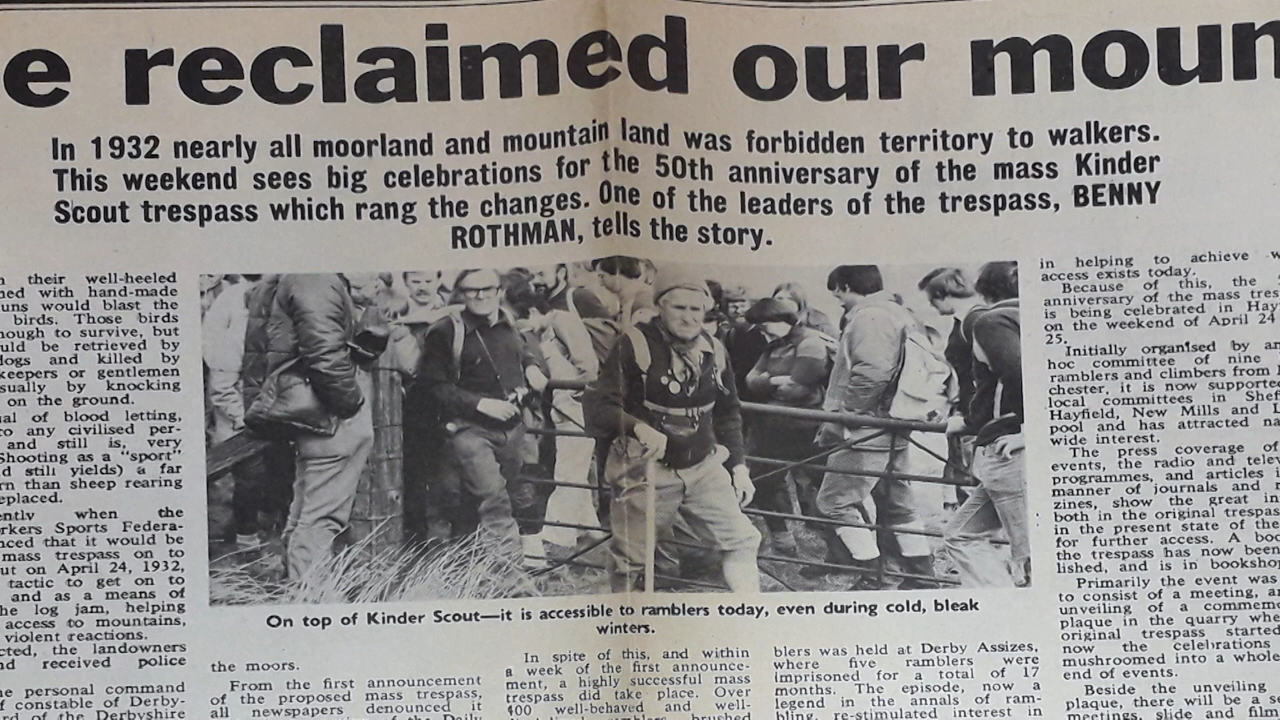 e reclaimed our moun
In 1932 nearly all moorland and mountain land was forbidden territory to walkers.
This weekend sees big celebrations for the 50th anniversary of the mass Kinder
Scout trespass which rang the changes. One of the leaders of the trespass, BENNY
ROTHMAN, tells the story.
n their well-heeled
ned with hand-made
uns would blast the
birds. Those birds
nough to survive, but
uld be retrieved by
dogs and killed by
keepers or gentlemen
sually by knocking
on the ground.
ual of blood letting,
to any civilised per-
and still is, very
Shooting as a "sport"
d still yields) a far
rn than sheep rearing
eplaced.
ently when the
rkers Sports Federa-
nced that it would be
mass trespass on to
ut on April 24, 1932,
tactic to get on to
and as a means of
he log jam, helping
access to mountains,
violent reactions.
cted, the landowners
nd received police
he personal command
f constable of Derby-
rd of the Derbyshire
On top of Kinder Scout—it is accessible to ramblers today, even during cold, bleak
winters.
the moors.
From the first announcement
of the proposed mass trespass,
all newspapers denounced it
of the Daily
In spite of this, and within
a week of the first announce-
ment, a highly successful mass
trespass did take place. Over
400 well-behaved and well-
ramblers brushed
blers was held at Derby Assizes,
where five ramblers were
imprisoned for a total of 17
months. The episode, now a
legend in the annals of ram-
bling, re-stimulated interest in
in helping to achieve w
access exists today.
Because of this, the
anniversary of the mass tres
is being celebrated in Hay
on the weekend of April 24
25.
Initially organised by an
hoc committee of nine
ramblers and climbers from
chester, it is now supporte
local committees in Shef
Hayfield, New Mills and
pool and has attracted na
wide interest.
The press coverage of
events, the radio and telev
programmes, and articles i
manner of journals and
zines, show the great in
both in the original trespas
in the present state of the
for further access. A boo
the trespass has now been
lished, and is in bookshop
Primarily the event was
to consist of a meeting, an
unveiling of a commem
plaque in the quarry whe
original trespass started
now the celebrations
mushroomed into a whole
end of events.
Beside the unveiling
plaque, there will be a s
meetings, slide and film